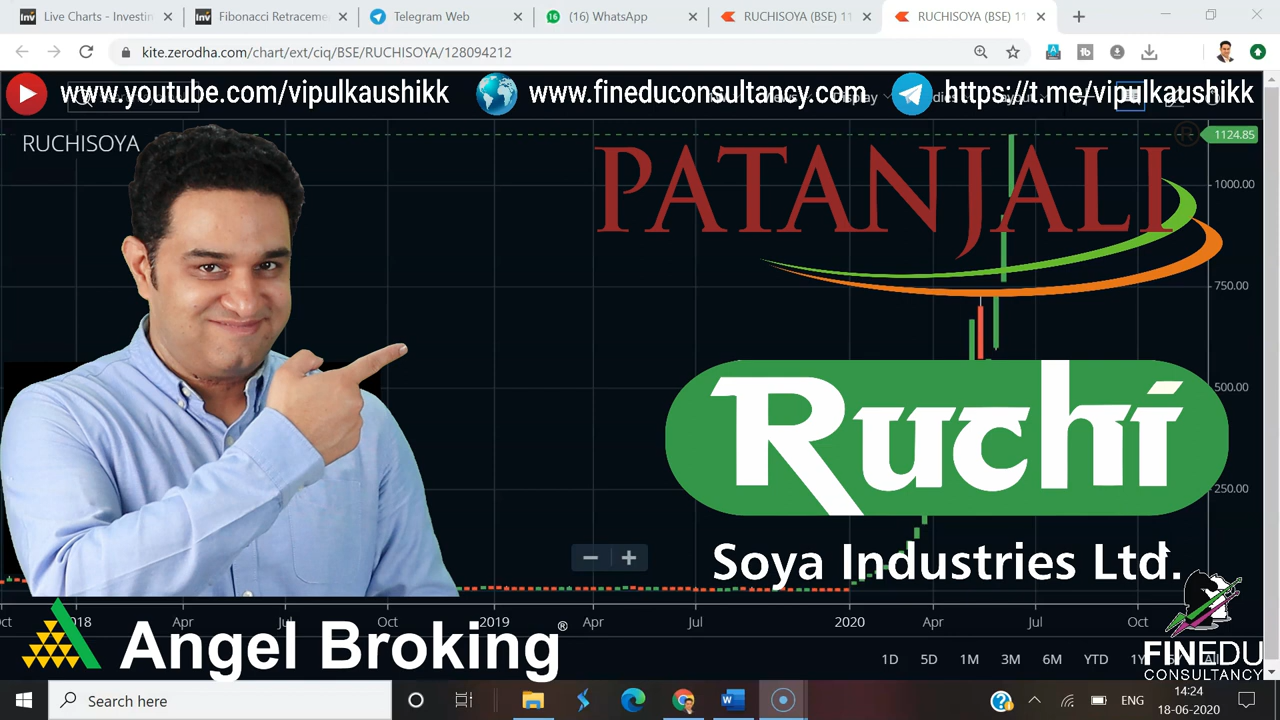 Live Charts - Investin
Fibonacci Retraceme
Telegram Web
(16) WhatsApp
RUCHISOYA (BSE) 11
RUCHISOYA (BSE) 11
kite.zerodha.com/chart/ext/ciq/BSE/RUCHISOYA/128094212
www.youtube.com/vipulkaushikk
www.fineduconsultancy.com
https://t.me/vipulkaushikk
RUCHISOYA
1124.85
PATANJALI
1000.00
750.00
500.00
Ruchi
250.00
Soya Industries Ltd.
2018
Apr
Jul
Oct
2019
Apr
Jul
2020
Apr
Jul
Oct
Angel Broking®
1D
5D
1M
3M
6M
YTD
FINEDU
CONSULTANCY
Search here
ENG
14:24
18-06-2020